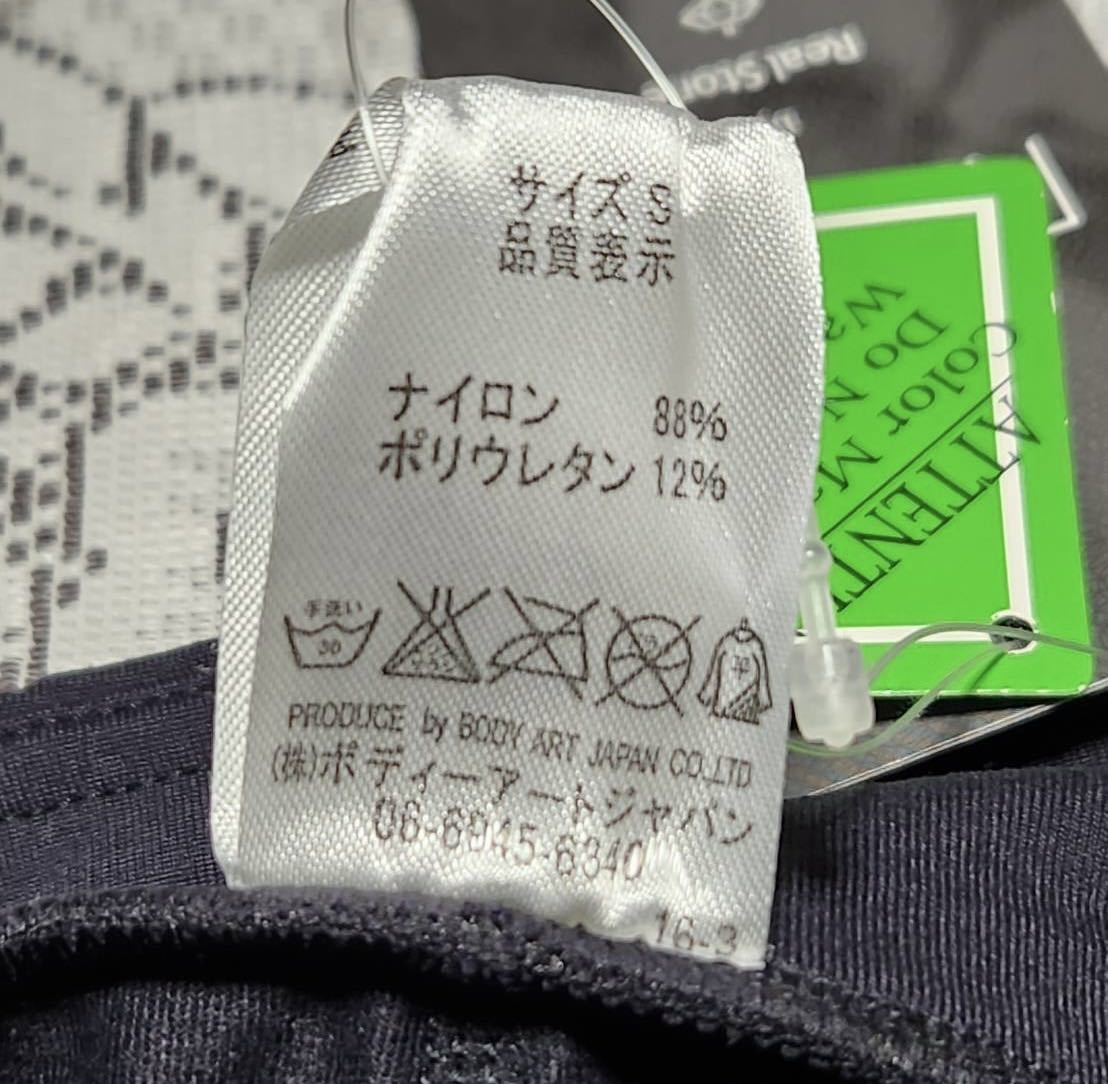 Real Stone
サイズ S
品質表示
ナイロン 88%
ポリウレタン 12%
手洗い
30
PRODUCE by BODY ART JAPAN CO.,LTD
(株)ボディーアートジャパン
06-6945-6340
16-3
ATTENT
Color Ma
Do N
Wa